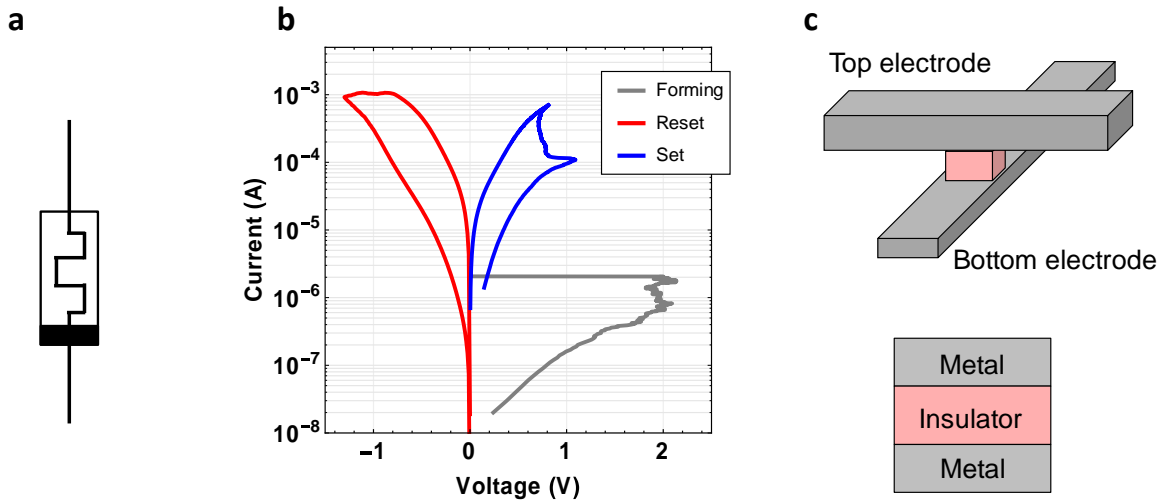 a
b
c
10⁻³
10⁻⁴
10⁻⁵
10⁻⁶
10⁻⁷
10⁻⁸
Current (A)
−1
0
1
2
Voltage (V)
Forming
Reset
Set
Top electrode
Bottom electrode
Metal
Insulator
Metal